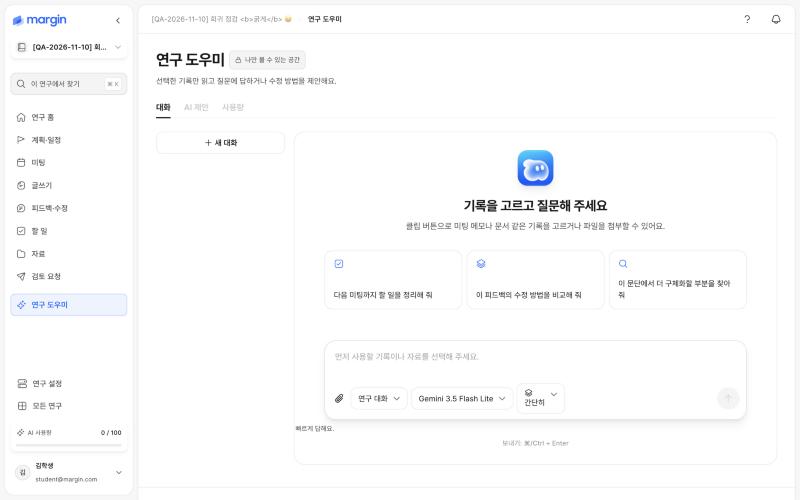 margin
[QA-2026-11-10] 회...
이 연구에서 찾기
⌘ K
연구 홈
계획·일정
미팅
글쓰기
피드백·수정
할 일
자료
검토 요청
연구 도우미
연구 설정
모든 연구
AI 사용량 0 / 100
김
김학생
student@margin.com
[QA-2026-11-10] 회귀 점검 <b>굵게</b> 😀
연구 도우미
연구 도우미
나만 볼 수 있는 공간
선택한 기록만 읽고 질문에 답하거나 수정 방법을 제안해요.
대화 AI 제안 사용량
+ 새 대화
기록을 고르고 질문해 주세요
클립 버튼으로 미팅 메모나 문서 같은 기록을 고르거나 파일을 첨부할 수 있어요.
다음 미팅까지 할 일을 정리해 줘
이 피드백의 수정 방법을 비교해 줘
이 문단에서 더 구체화할 부분을 찾아
줘
먼저 사용할 기록이나 자료를 선택해 주세요.
연구 대화
Gemini 3.5 Flash Lite
간단히
빠르게 답해요.
보내기: ⌘/Ctrl + Enter